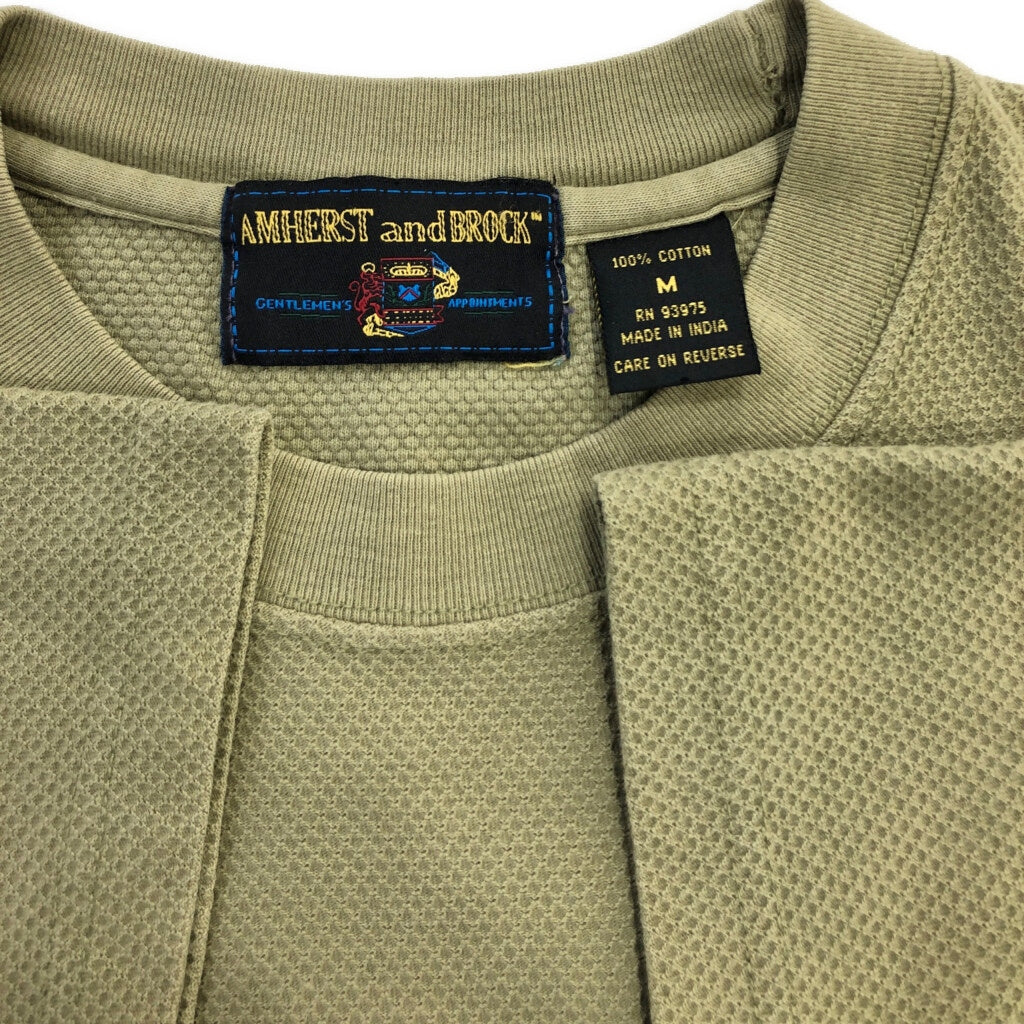 AMHERST and BROCK™
GENTLEMEN'S APPOINTMENTS
100% COTTON
M
RN 93975
MADE IN INDIA
CARE ON REVERSE